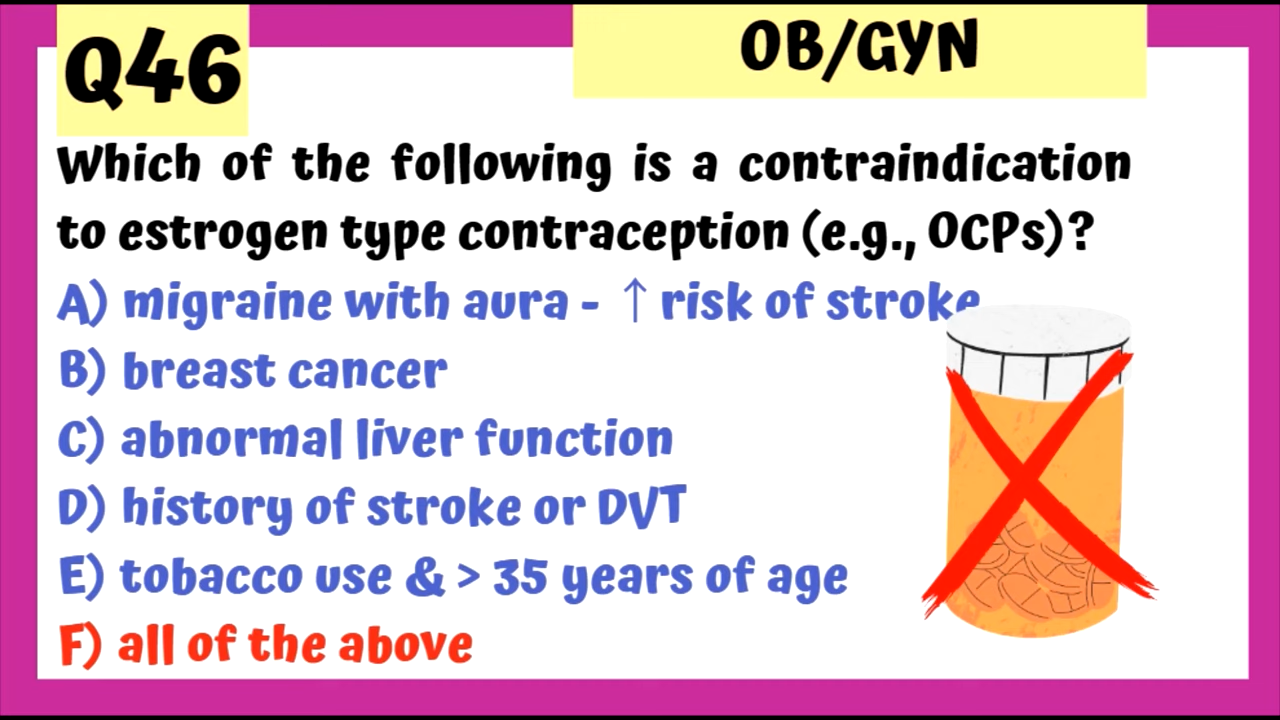 Q46
OB/GYN
Which of the following is a contraindication
to estrogen type contraception (e.g., OCPs)?
A) migraine with aura - ↑ risk of stroke
B) breast cancer
C) abnormal liver function
D) history of stroke or DVT
E) tobacco use & > 35 years of age
F) all of the above